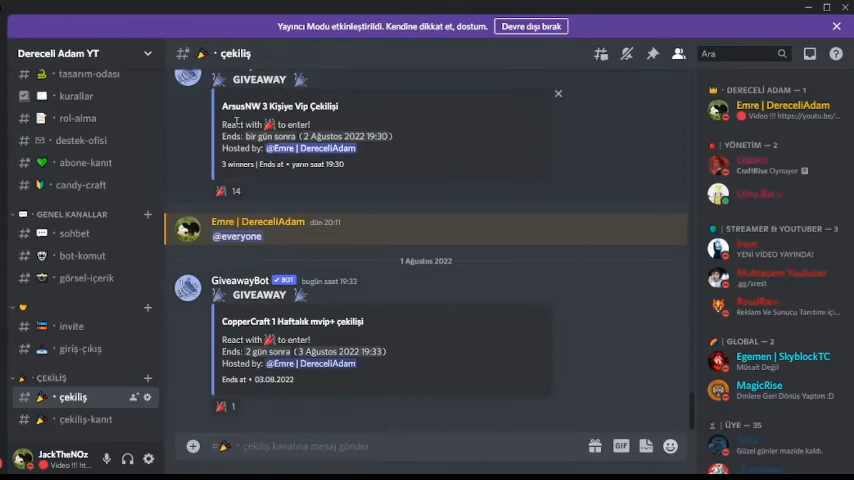 Yayıncı Modu etkinleştirildi. Kendine dikkat et, dostum.
Devre dışı bırak
Dereceli Adam YT
tasarım-odası
kurallar
rol-alma
destek-ofisi
abone-kanıt
candy-craft
GENEL KANALLAR
sohbet
bot-komut
görsel-içerik
invite
giriş-çıkış
ÇEKİLİŞ
çekiliş
çekiliş-kanıt
JackTheNOz
Video !!! ht...
çekiliş
Ara
GIVEAWAY
ArsusNW 3 Kişiye Vip Çekilişi
React with to enter!
Ends: bir gün sonra (2 Ağustos 2022 19:30)
Hosted by: @Emre | DereceliAdam
3 winners | Ends at • yarın saat 19:30
14
Emre | DereceliAdam dün 20:11
@everyone
1 Ağustos 2022
GiveawayBot BOT bugün saat 19:33
GIVEAWAY
CopperCraft 1 Haftalık mvip+ çekilişi
React with to enter!
Ends: 2 gün sonra (3 Ağustos 2022 19:33)
Hosted by: @Emre | DereceliAdam
Ends at • 03.08.2022
1
çekiliş kanalına mesaj gönder
GIF
DERECELİ ADAM — 1
Emre | DereceliAdam
Video !!! https://youtu.be/...
YÖNETİM — 2
CraftRise Oynuyor
STREAMER & YOUTUBER — 3
YENİ VİDEO YAYINDA!
.gg/srest
Reklam Ve Sunucu Tanıtımı içi...
GLOBAL — 2
Egemen | SkyblockTC
Müsait Değil
MagicRise
Dmlere Geri Dönüş Yaptım :D
ÜYE — 35
Güzel günler mazide kaldı.